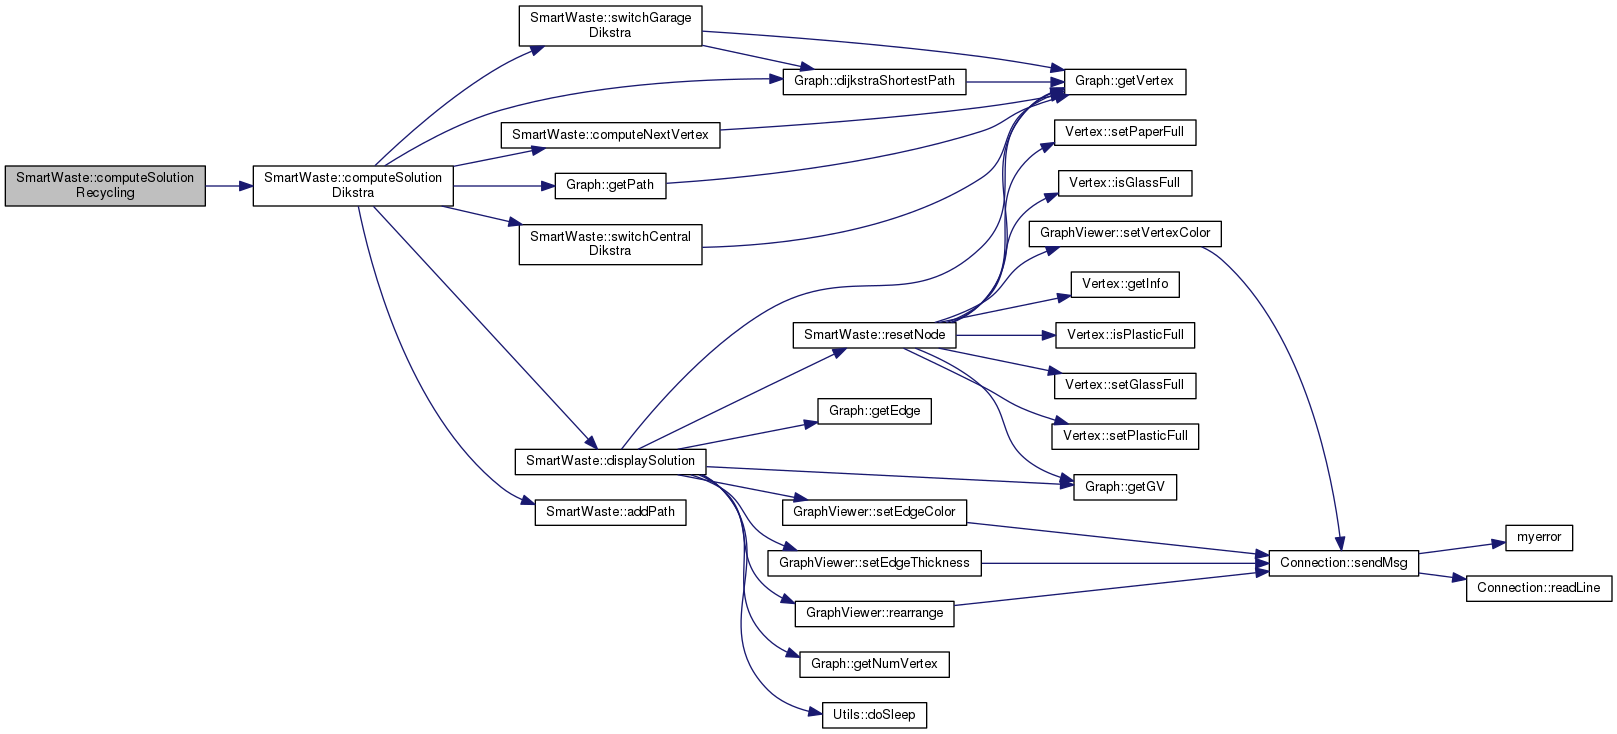 SmartWaste::computeSolution
Recycling
SmartWaste::computeSolution
Dikstra
SmartWaste::switchGarage
Dikstra
Graph::dijkstraShortestPath
SmartWaste::computeNextVertex
Graph::getPath
SmartWaste::switchCentral
Dikstra
SmartWaste::displaySolution
SmartWaste::addPath
Graph::getVertex
Vertex::setPaperFull
Vertex::isGlassFull
GraphViewer::setVertexColor
Vertex::getInfo
SmartWaste::resetNode
Vertex::isPlasticFull
Vertex::setGlassFull
Graph::getEdge
Vertex::setPlasticFull
Graph::getGV
GraphViewer::setEdgeColor
GraphViewer::setEdgeThickness
GraphViewer::rearrange
Graph::getNumVertex
Utils::doSleep
Connection::sendMsg
myerror
Connection::readLine